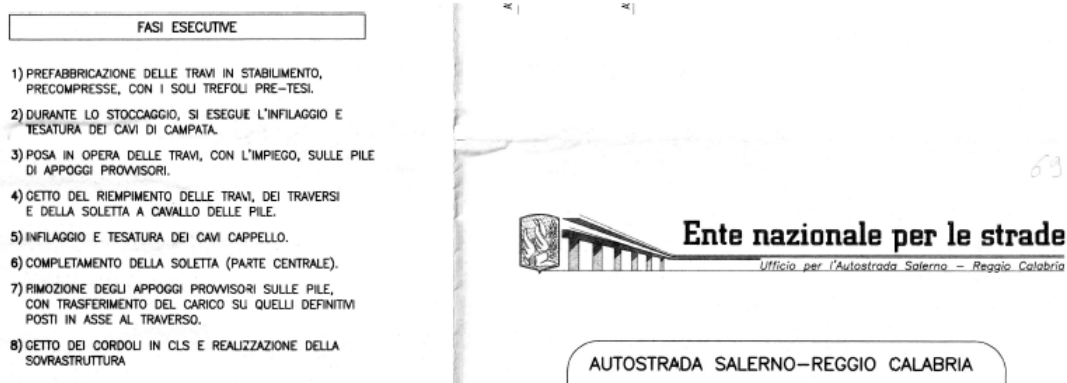 FASI ESECUTIVE
1) PREFABBRICAZIONE DELLE TRAVI IN STABILIMENTO,
PRECOMPRESSE, CON I SOLI TREFOLI PRE-TESI.
2) DURANTE LO STOCCAGGIO, SI ESEGUE L'INFILAGGIO E
TESATURA DEI CAVI DI CAMPATA.
3) POSA IN OPERA DELLE TRAVI, CON L'IMPIEGO, SULLE PILE
DI APPOGGI PROVVISORI.
4) GETTO DEL RIEMPIMENTO DELLE TRAVI, DEI TRAVERSI
E DELLA SOLETTA A CAVALLO DELLE PILE.
5) INFILAGGIO E TESATURA DEI CAVI CAPPELLO.
6) COMPLETAMENTO DELLA SOLETTA (PARTE CENTRALE).
7) RIMOZIONE DEGLI APPOGGI PROVVISORI SULLE PILE,
CON TRASFERIMENTO DEL CARICO SU QUELLI DEFINITIVI
POSTI IN ASSE AL TRAVERSO.
8) GETTO DEI CORDOLI IN CLS E REALIZZAZIONE DELLA
SOVRASTRUTTURA
69
Ente nazionale per le strade
Ufficio per l'Autostrada Salerno – Reggio Calabria
AUTOSTRADA SALERNO–REGGIO CALABRIA